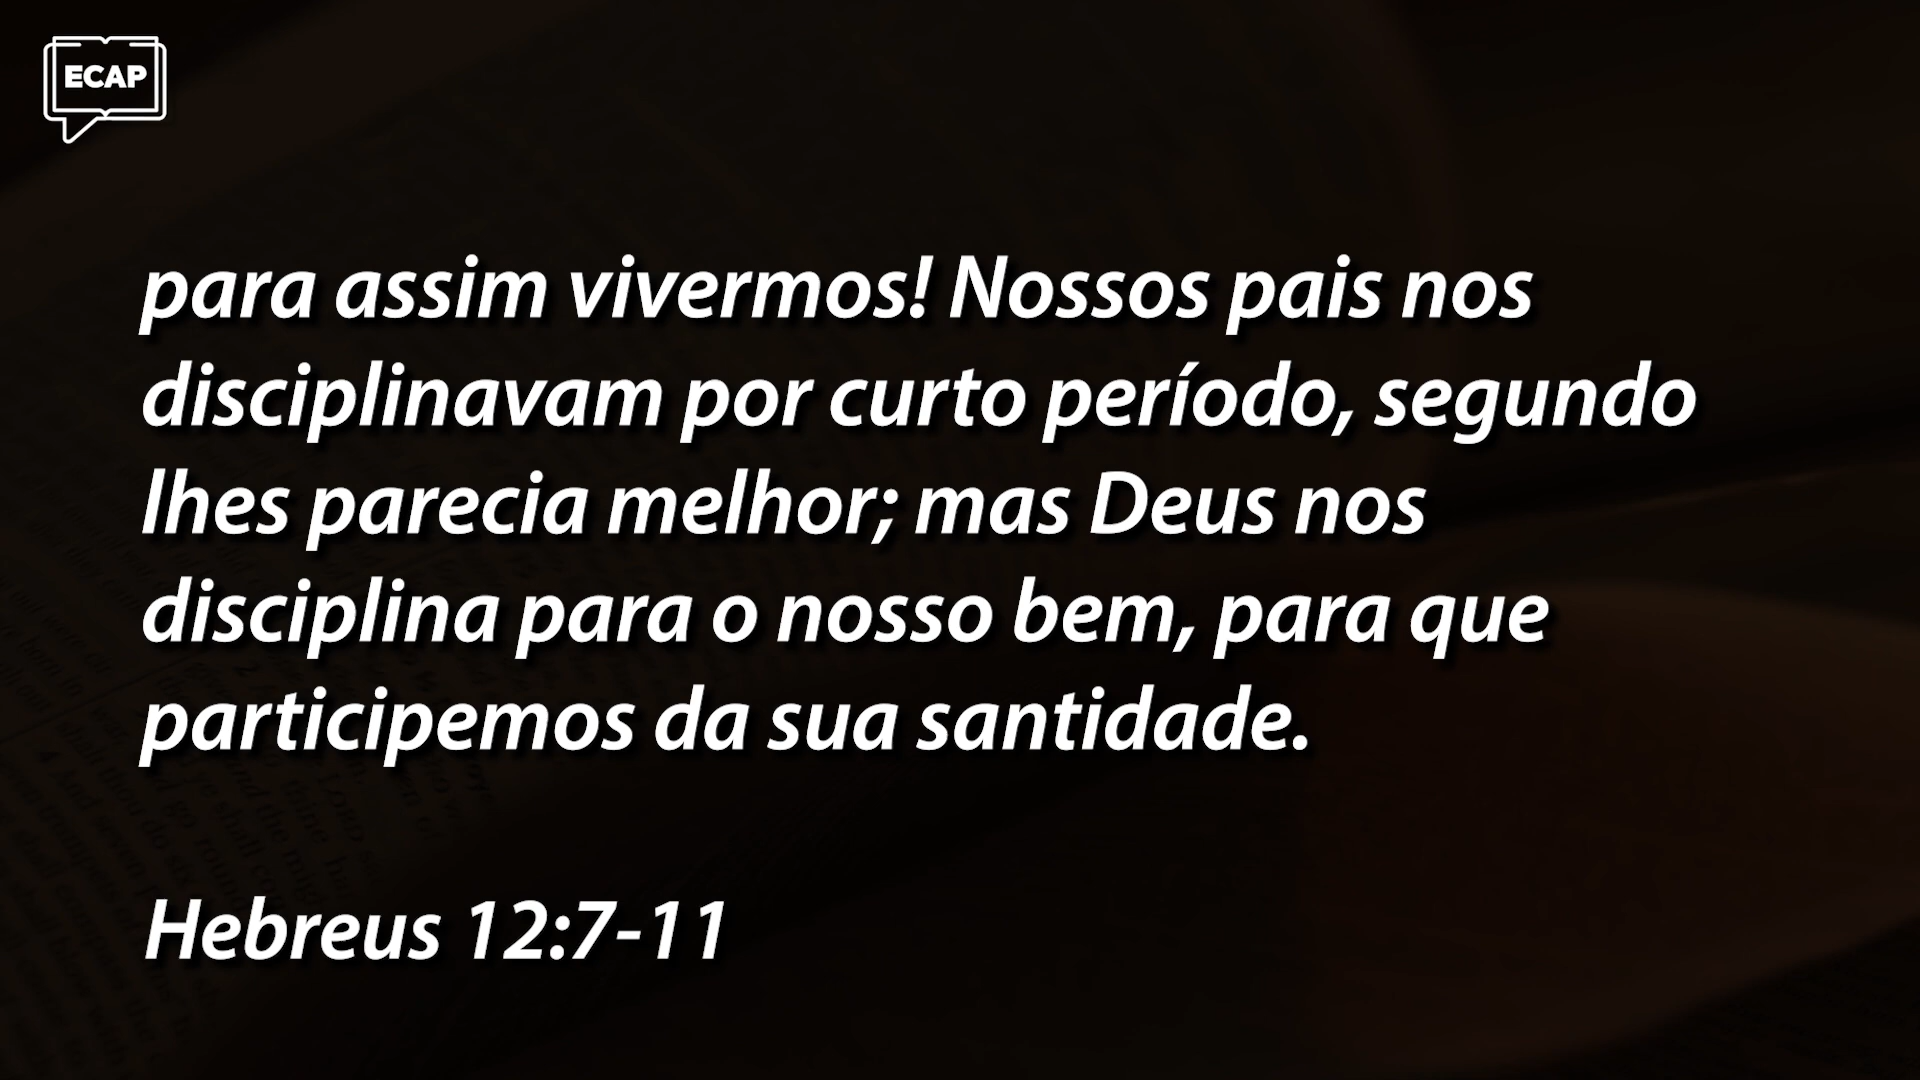 ECAP
para assim vivermos! Nossos pais nos
disciplinavam por curto período, segundo
lhes parecia melhor; mas Deus nos
disciplina para o nosso bem, para que
participemos da sua santidade.
Hebreus 12:7-11